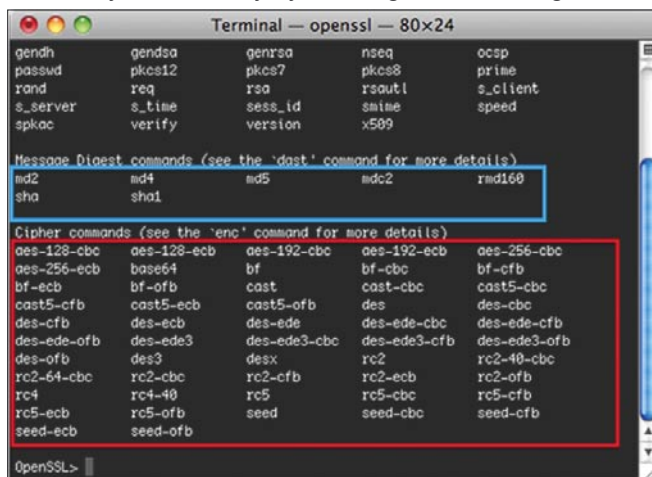 Terminal — openssl — 80×24
gendh gendsa genrsa nseq ocsp
passwd pkcs12 pkcs7 pkcs8 prime
rand req rsa rsautl s_client
s_server s_time sess_id smime speed
spkac verify version x509
Message Digest commands (see the `dgst' command for more details)
md2 md4 md5 mdc2 rmd160
sha sha1
Cipher commands (see the `enc' command for more details)
aes-128-cbc aes-128-ecb aes-192-cbc aes-192-ecb aes-256-cbc
aes-256-ecb base64 bf bf-cbc bf-cfb
bf-ecb bf-ofb cast cast-cbc cast5-cbc
cast5-cfb cast5-ecb cast5-ofb des des-cbc
des-cfb des-ecb des-ede des-ede-cbc des-ede-cfb
des-ede-ofb des-ede3 des-ede3-cbc des-ede3-cfb des-ede3-ofb
des-ofb des3 desx rc2 rc2-40-cbc
rc2-64-cbc rc2-cbc rc2-cfb rc2-ecb rc2-ofb
rc4 rc4-40 rc5 rc5-cbc rc5-cfb
rc5-ecb rc5-ofb seed seed-cbc seed-cfb
seed-ecb seed-ofb
OpenSSL>